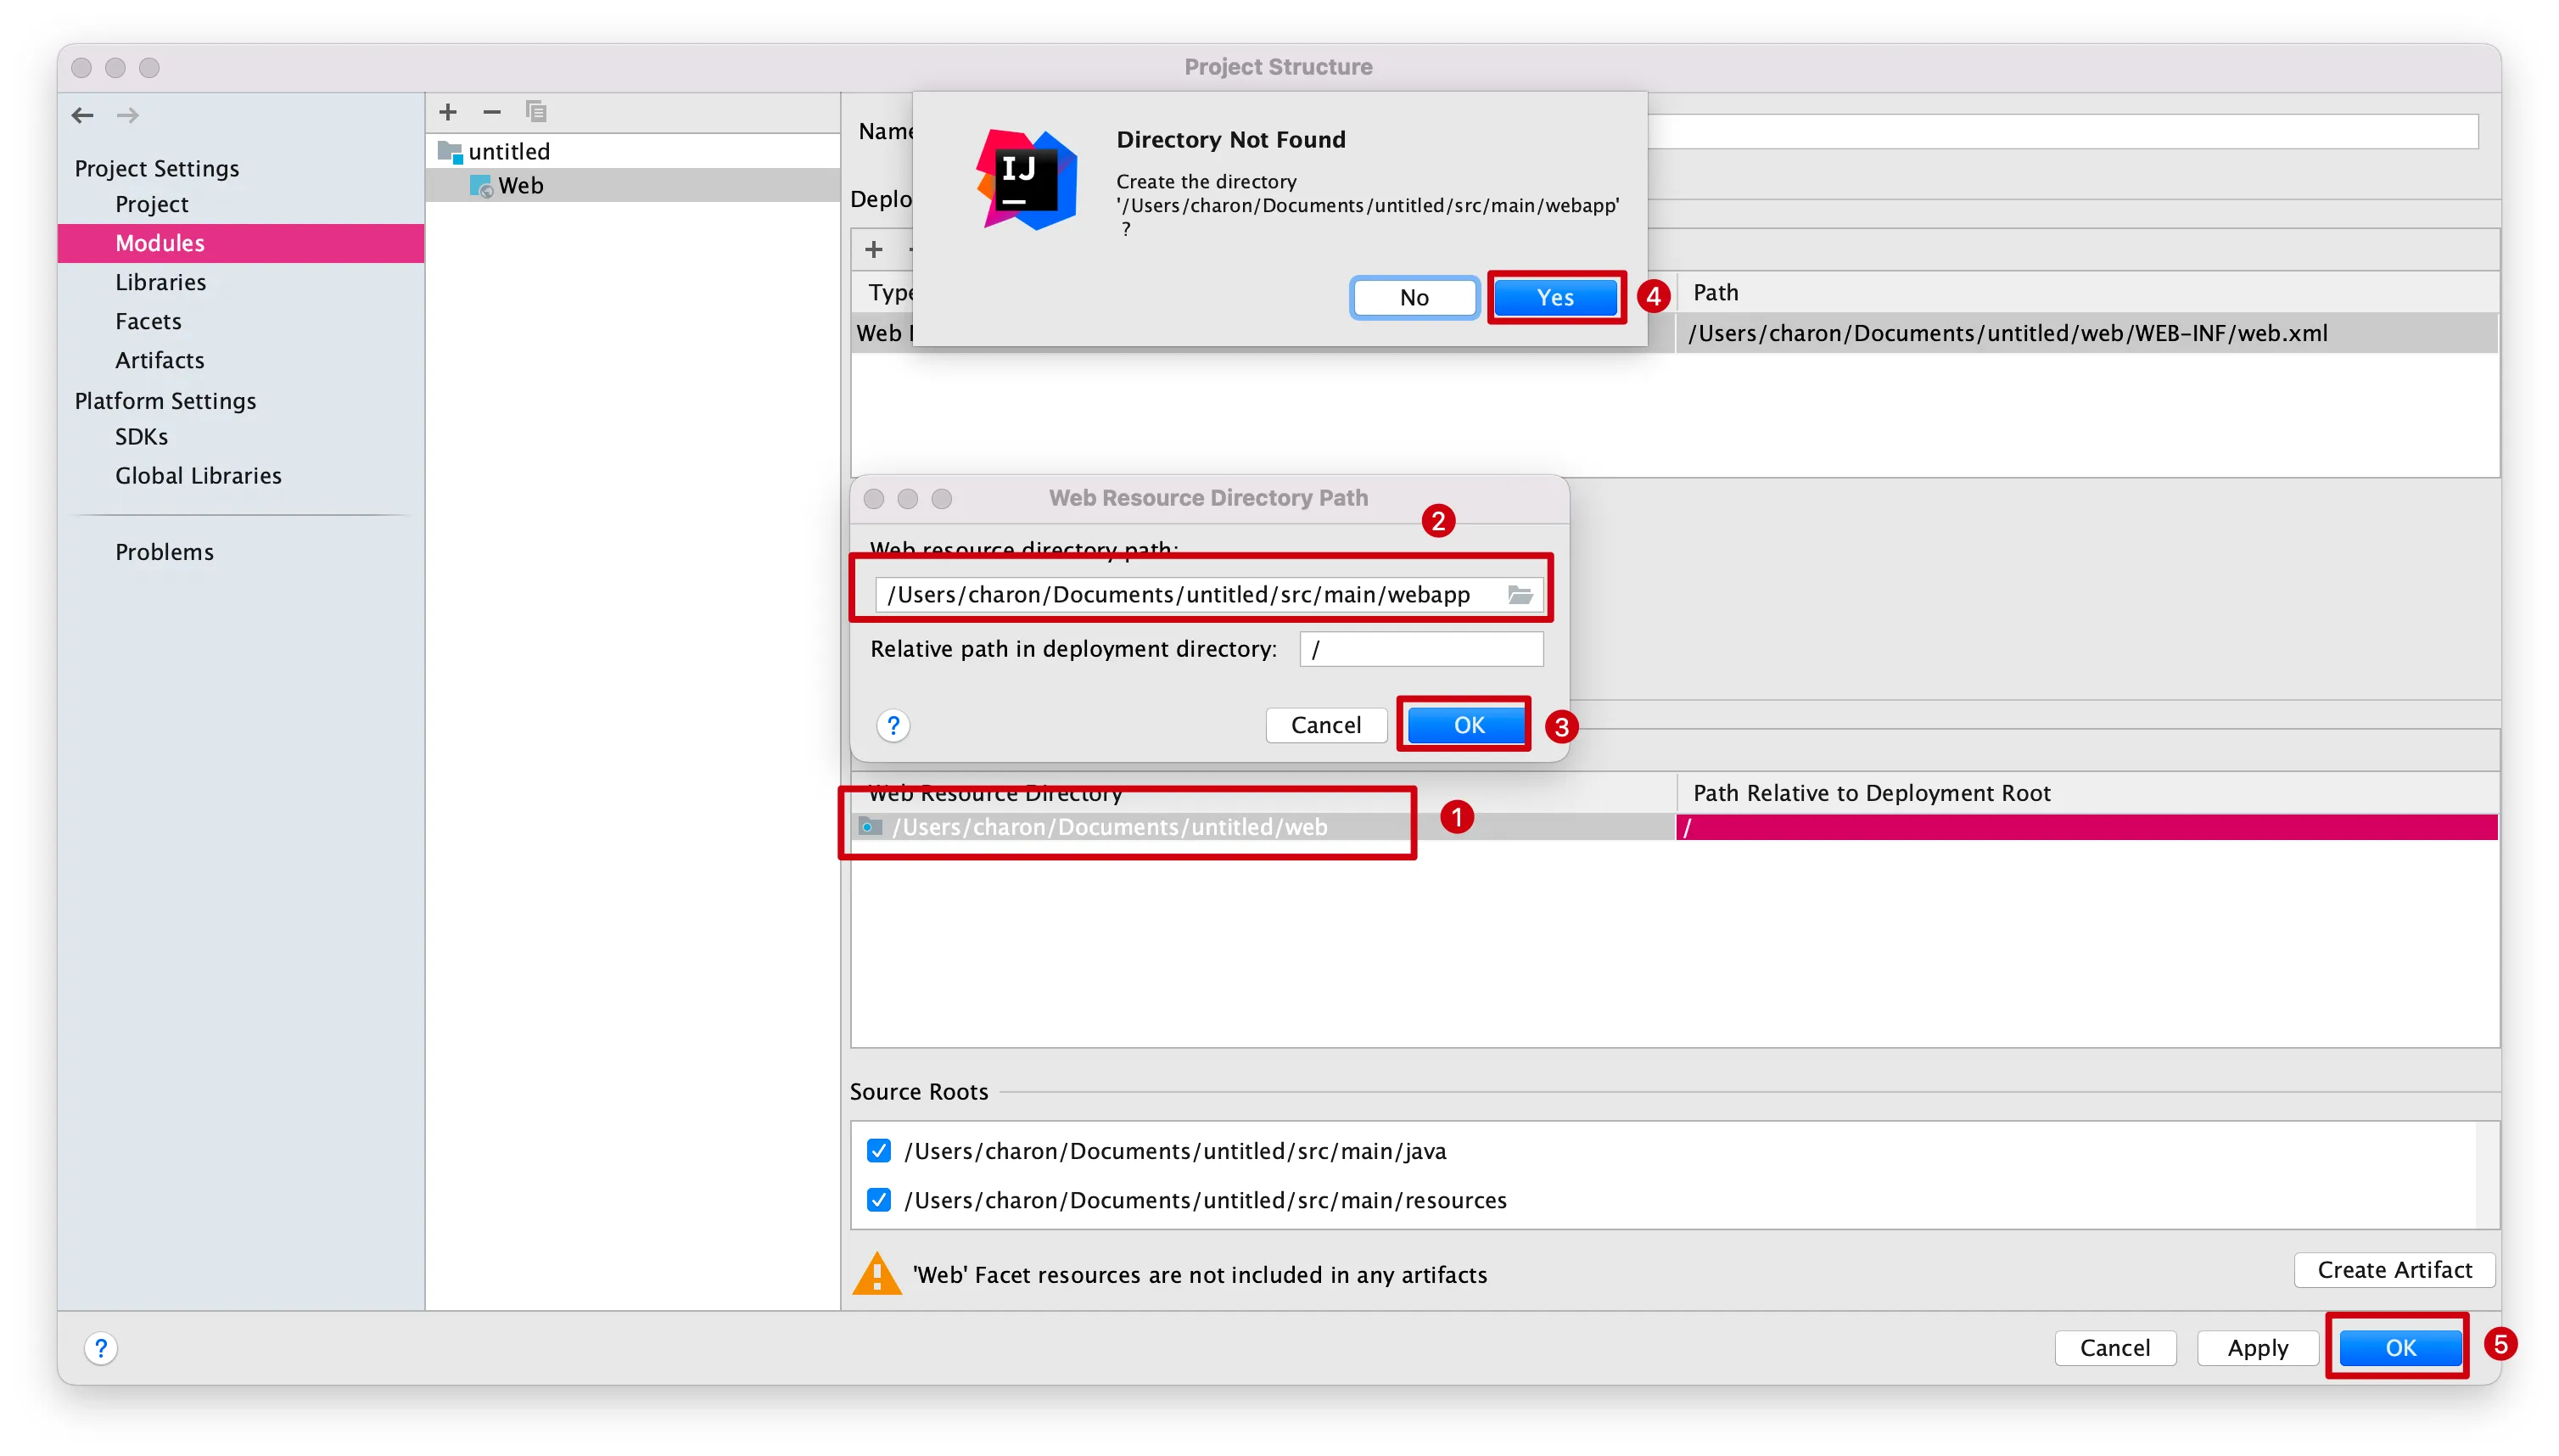 Project Structure
Project Settings
Project
Modules
Libraries
Facets
Artifacts
Platform Settings
SDKs
Global Libraries
Problems
untitled
Web
Name
Deplo
Type
Path
Web
/Users/charon/Documents/untitled/web/WEB-INF/web.xml
IJ
Directory Not Found
Create the directory
'/Users/charon/Documents/untitled/src/main/webapp'
?
No
Yes
4
Web Resource Directory Path
2
Web resource directory path:
/Users/charon/Documents/untitled/src/main/webapp
Relative path in deployment directory:
/
?
Cancel
OK
3
Web Resource Directory
Path Relative to Deployment Root
/Users/charon/Documents/untitled/web
1
/
Source Roots
/Users/charon/Documents/untitled/src/main/java
/Users/charon/Documents/untitled/src/main/resources
'Web' Facet resources are not included in any artifacts
Create Artifact
?
Cancel
Apply
OK
5